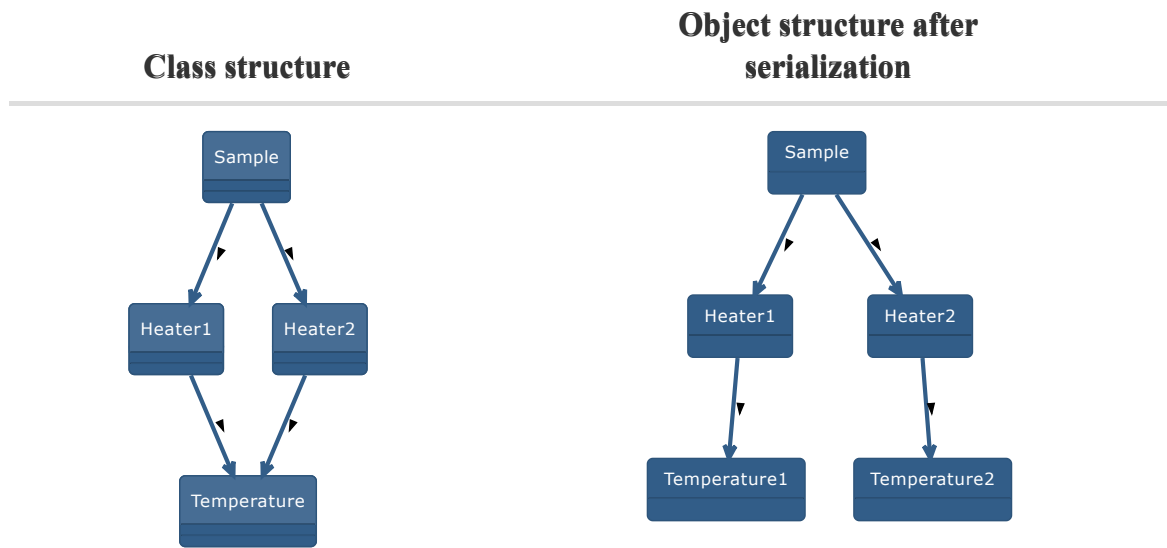 Class structure
Object structure after
serialization
Sample
Heater1 Heater2
Temperature
Sample
Heater1 Heater2
Temperature1 Temperature2